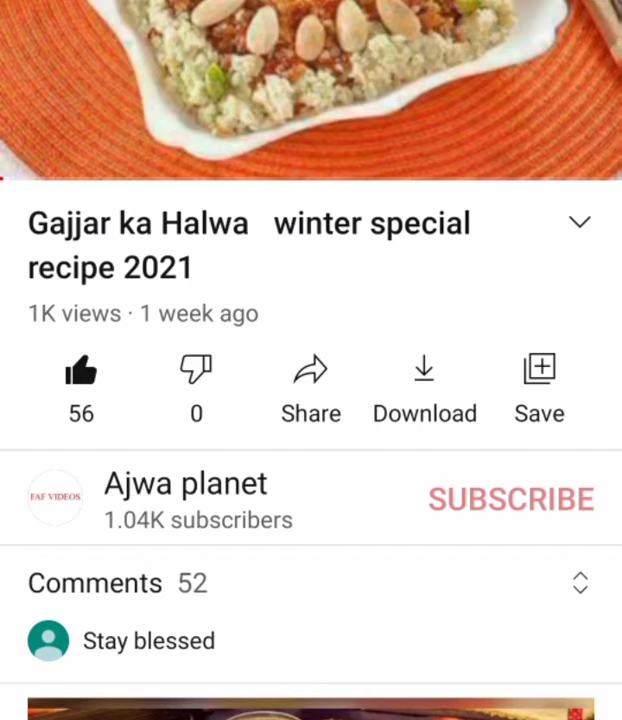 Gajjar ka Halwa winter special
recipe 2021
1K views · 1 week ago
56
0
Share
Download
Save
FAF VIDEOS
Ajwa planet
1.04K subscribers
SUBSCRIBE
Comments 52
Stay blessed